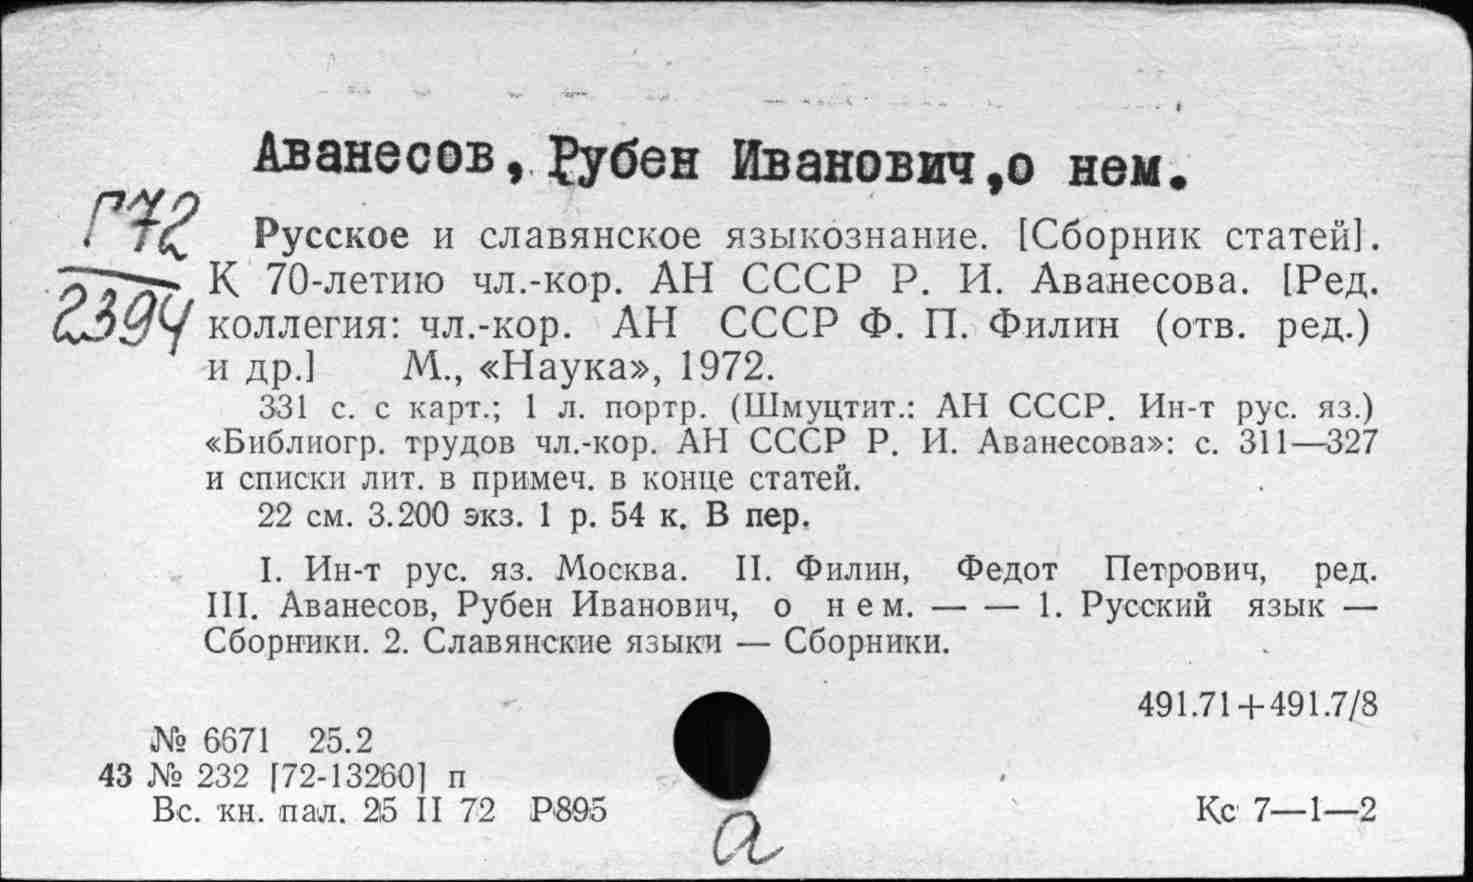 Аванесов, Рубен Иванович,о нем.
Г72
2394
Русское и славянское языкознание. [Сборник статей].
К 70-летию чл.-кор. АН СССР Р. И. Аванесова. [Ред.
коллегия: чл.-кор. АН СССР Ф. П. Филин (отв. ред.)
и др.] М., «Наука», 1972.
331 с. с карт.; 1 л. портр. (Шмуцтит.: АН СССР. Ин-т рус. яз.)
«Библиогр. трудов чл.-кор. АН СССР Р. И. Аванесова»: с. 311—327
и списки лит. в примеч. в конце статей.
22 см. 3.200 экз. 1 р. 54 к. В пер.
I. Ин-т рус. яз. Москва. II. Филин, Федот Петрович, ред.
III. Аванесов, Рубен Иванович, о нем. — — 1. Русский язык —
Сборники. 2. Славянские языки — Сборники.
491.71+491.7/8
№ 6671 25.2
43 № 232 [72-13260] п
Вс. кн. пал. 25 II 72 Р895
Кс 7—1—2
а